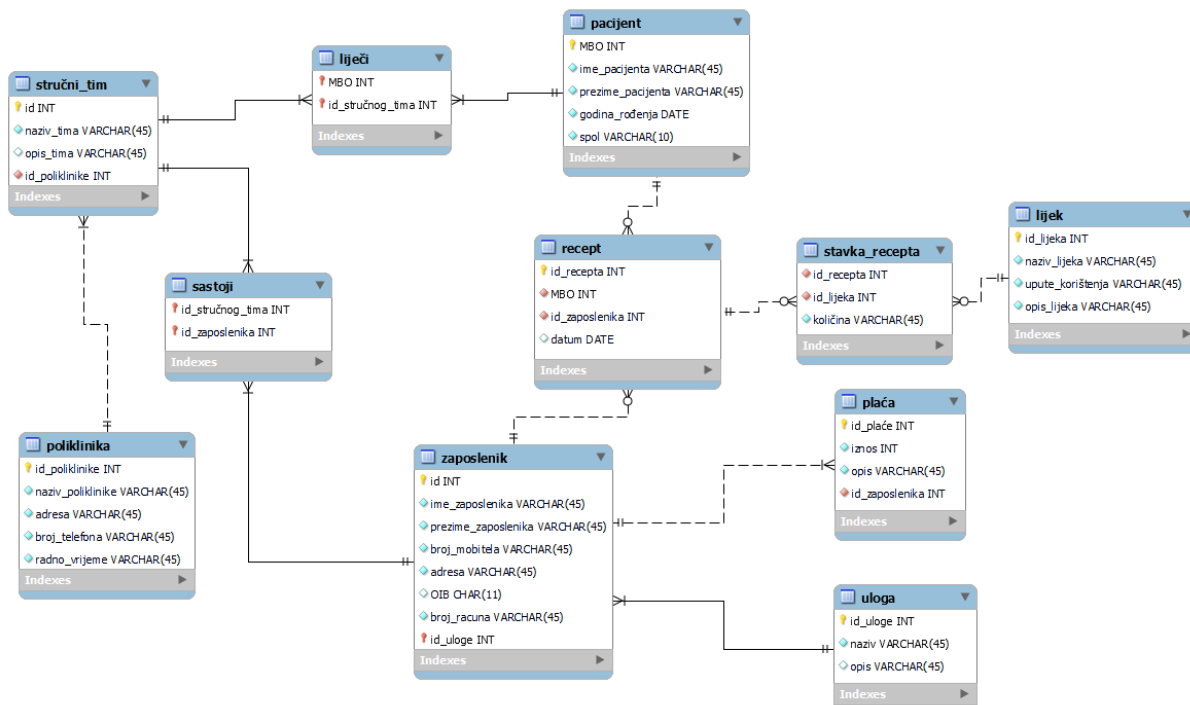 pacijent
MBO INT
ime_pacijenta VARCHAR(45)
prezime_pacijenta VARCHAR(45)
godina_rođenja DATE
spol VARCHAR(10)
Indexes
liječi
MBO INT
id_stručnog_tima INT
Indexes
stručni_tim
id INT
naziv_tima VARCHAR(45)
opis_tima VARCHAR(45)
id_poliklinike INT
Indexes
lijek
id_lijeka INT
naziv_lijeka VARCHAR(45)
upute_korištenja VARCHAR(45)
opis_lijeka VARCHAR(45)
Indexes
recept
id_recepta INT
MBO INT
id_zaposlenika INT
datum DATE
Indexes
stavka_recepta
id_recepta INT
id_lijeka INT
količina VARCHAR(45)
Indexes
sastoji
id_stručnog_tima INT
id_zaposlenika INT
Indexes
plaća
id_plaće INT
iznos INT
opis VARCHAR(45)
id_zaposlenika INT
Indexes
poliklinika
id_poliklinike INT
naziv_poliklinike VARCHAR(45)
adresa VARCHAR(45)
broj_telefona VARCHAR(45)
radno_vrijeme VARCHAR(45)
Indexes
zaposlenik
id INT
ime_zaposlenika VARCHAR(45)
prezime_zaposlenika VARCHAR(45)
broj_mobitela VARCHAR(45)
adresa VARCHAR(45)
OIB CHAR(11)
broj_racuna VARCHAR(45)
id_uloge INT
Indexes
uloga
id_uloge INT
naziv VARCHAR(45)
opis VARCHAR(45)
Indexes